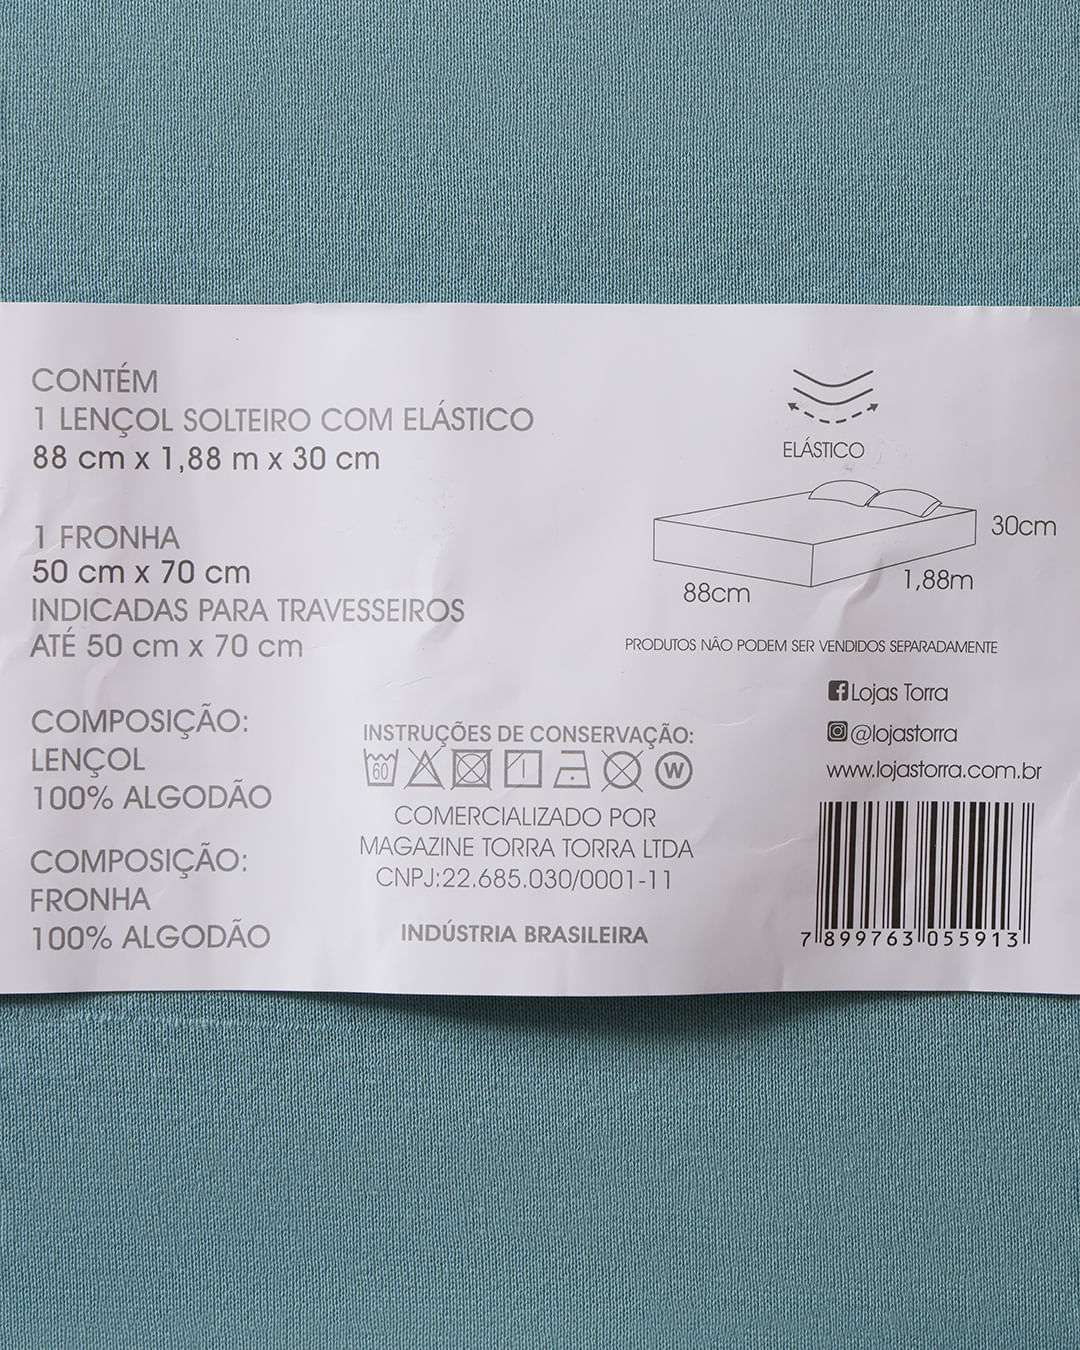 CONTÉM
1 LENÇOL SOLTEIRO COM ELÁSTICO
88 cm x 1,88 m x 30 cm
1 FRONHA
50 cm x 70 cm
INDICADAS PARA TRAVESSEIROS
ATÉ 50 cm x 70 cm
COMPOSIÇÃO:
LENÇOL
100% ALGODÃO
COMPOSIÇÃO:
FRONHA
100% ALGODÃO
INSTRUÇÕES DE CONSERVAÇÃO:
60
W
COMERCIALIZADO POR
MAGAZINE TORRA TORRA LTDA
CNPJ:22.685.030/0001-11
INDÚSTRIA BRASILEIRA
ELÁSTICO
30cm
1,88m
88cm
PRODUTOS NÃO PODEM SER VENDIDOS SEPARADAMENTE
Lojas Torra
@lojastorra
www.lojastorra.com.br
7 899763 055913